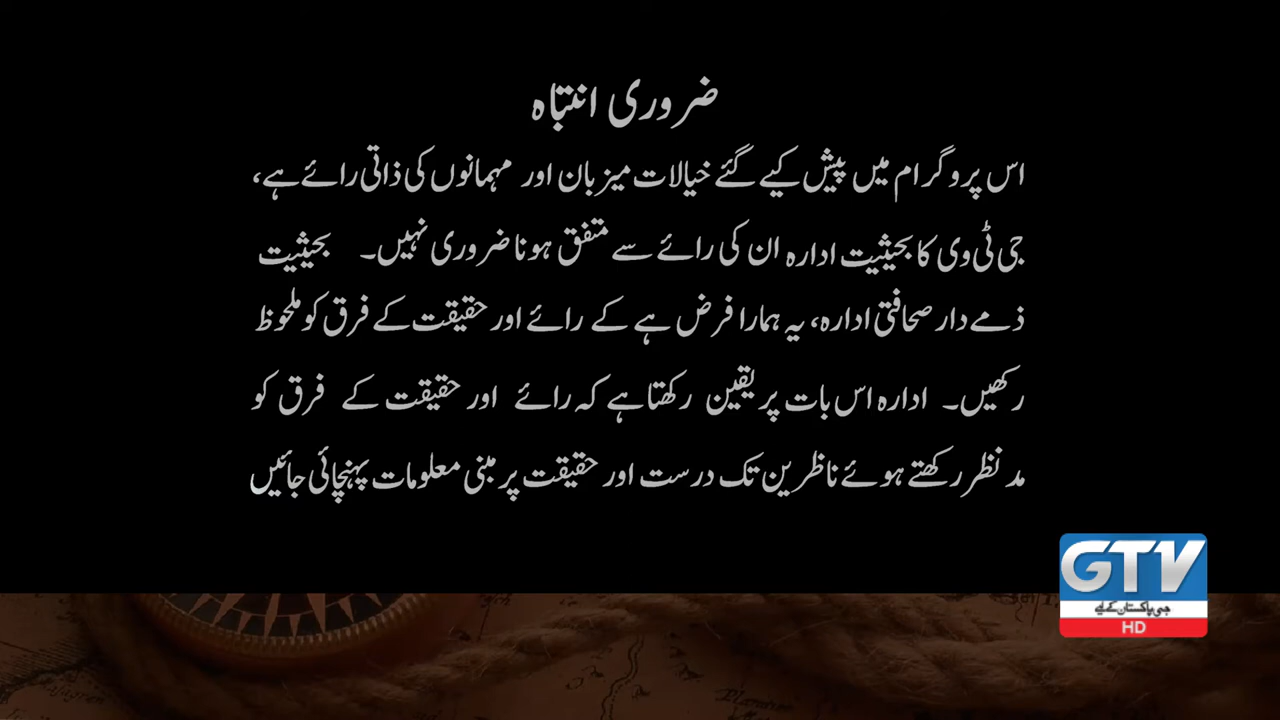 ضروری انتباہ
اس پروگرام میں پیش کیے گئے خیالات میزبان اور مہمانوں کی ذاتی رائے ہے،
جی ٹی وی کا بحیثیت ادارہ ان کی رائے سے متفق ہونا ضروری نہیں۔ بحیثیت
ذمے دار صحافتی ادارہ، یہ ہمارا فرض ہے کے رائے اور حقیقت کے فرق کو ملحوظ
رکھیں۔ ادارہ اس بات پر یقین رکھتا ہے کہ رائے اور حقیقت کے فرق کو
مد نظر رکھتے ہوئے ناظرین تک درست اور حقیقت پر مبنی معلومات پہنچائی جائیں
GTV
جی پاکستان کے لیے
HD